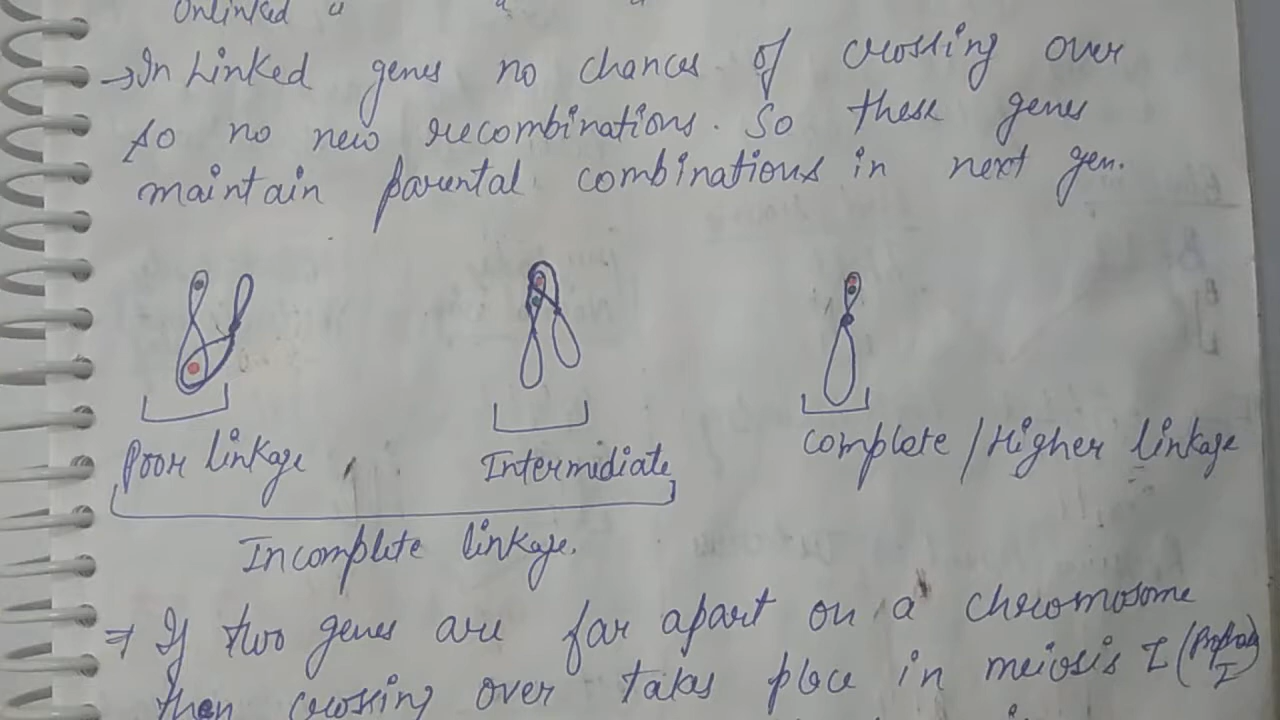 Unlinked "   "   "
→ In Linked genes no chances of crossing over
so no new recombinations. So these genes
maintain parental combinations in next gen.
Poor linkage
Intermediate
Complete / Higher linkage
Incomplete linkage.
⇒ If two genes are far apart on a chromosome
then crossing over takes place in meiosis I (Prophase I)